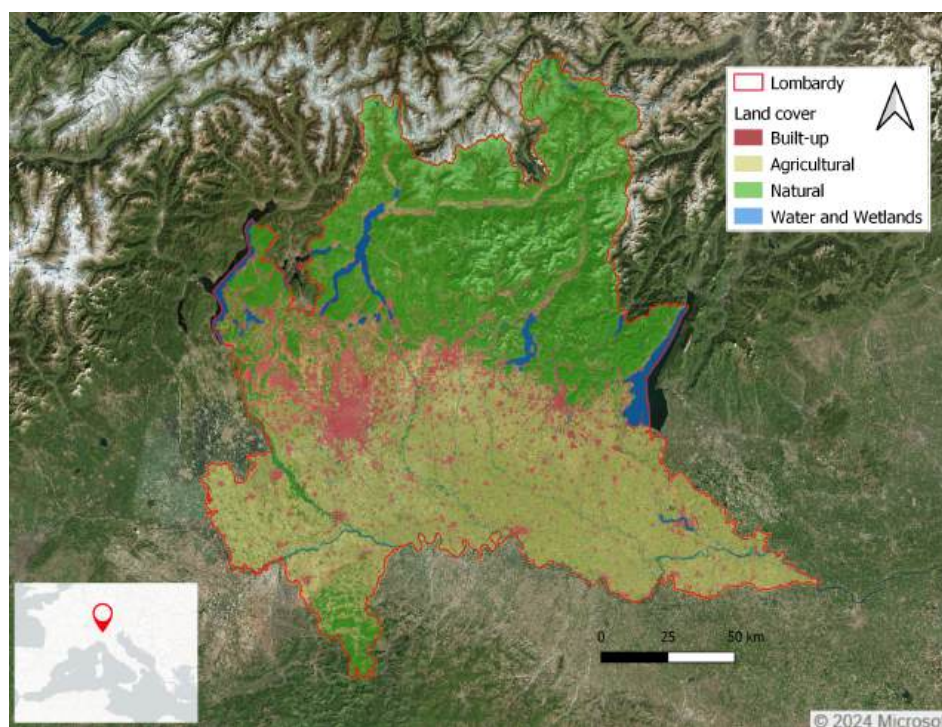 Lombardy
Land cover
Built-up
Agricultural
Natural
Water and Wetlands
0 25 50 km
© 2024 Microso